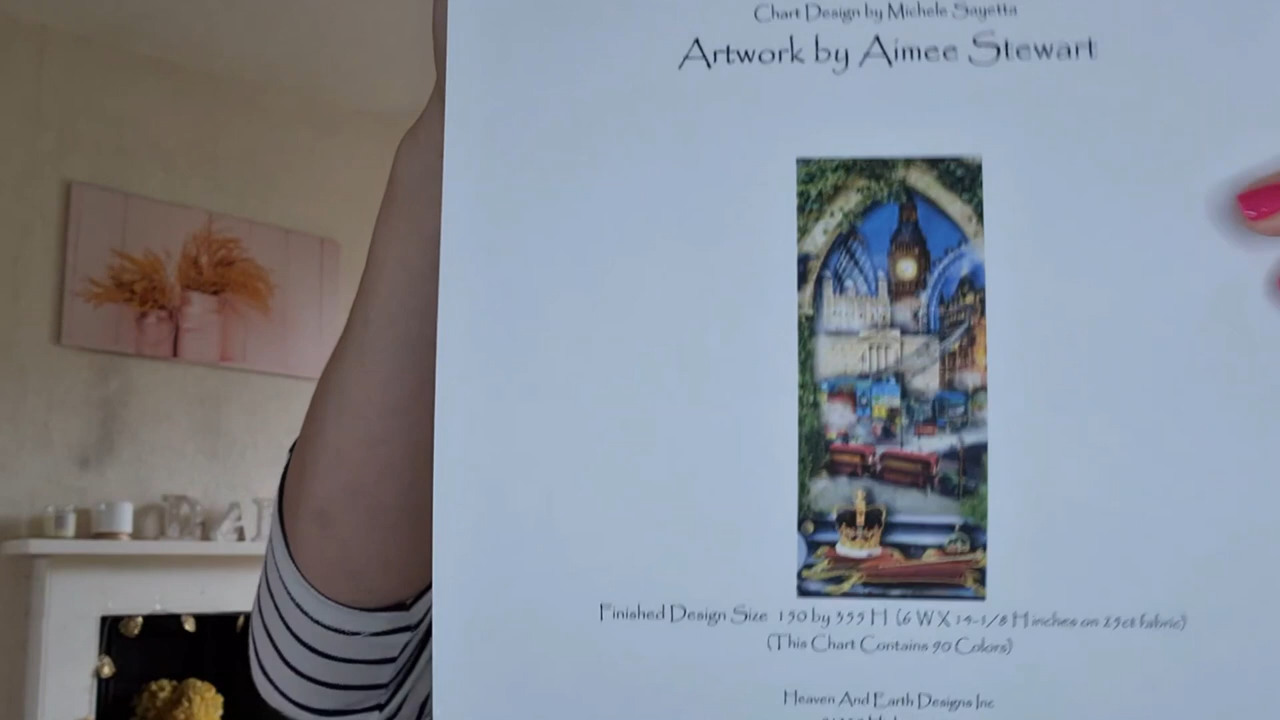 Chart Design by Michele Sayetta
Artwork by Aimee Stewart
Finished Design Size 150 by 355 H (6 W X 14-1/8 H inches on 25ct fabric)
(This Chart Contains 90 Colors)
Heaven And Earth Designs Inc